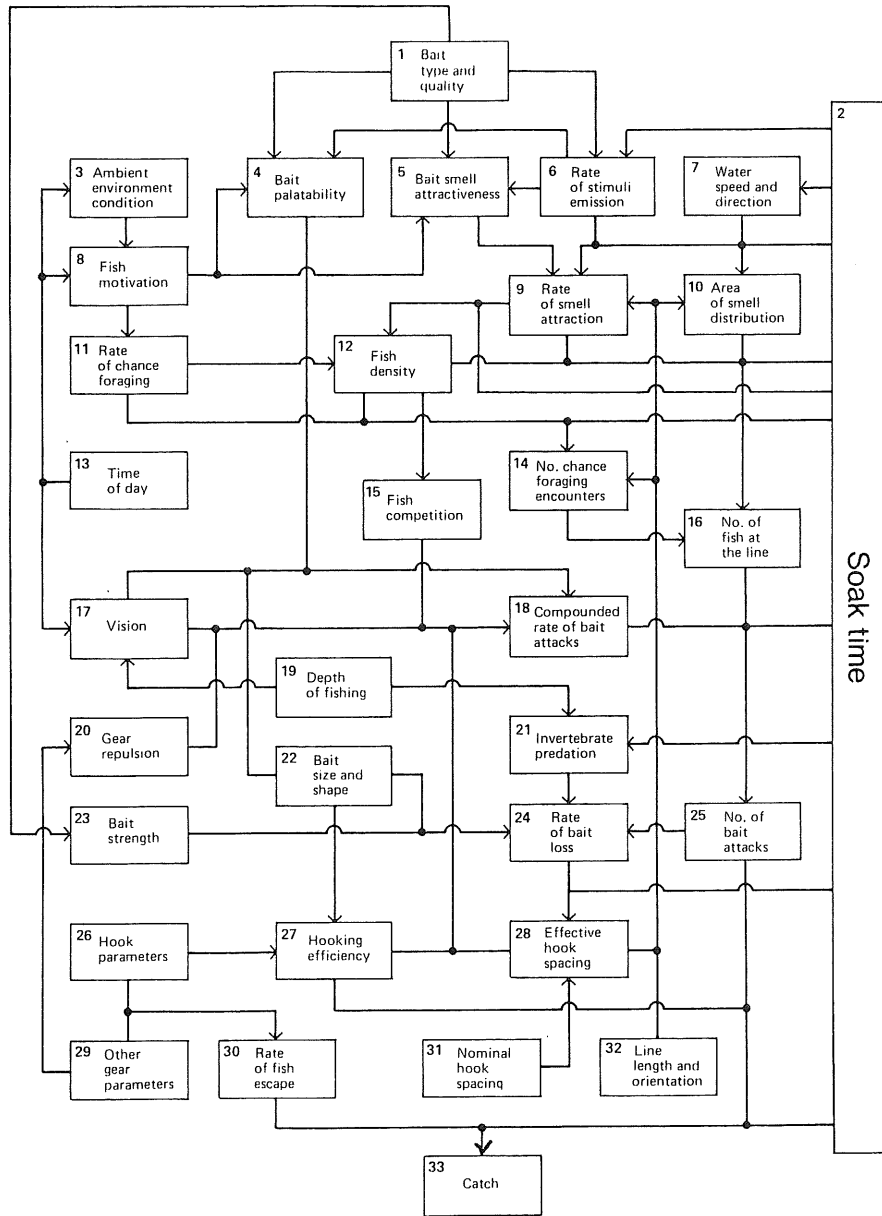 1 Bait
type and
quality
2
3 Ambient
environment
condition
4 Bait
palatability
5 Bait smell
attractiveness
6 Rate
of stimuli
emission
7 Water
speed and
direction
8 Fish
motivation
9 Rate
of smell
attraction
10 Area
of smell
distribution
11 Rate
of chance
foraging
12 Fish
density
13 Time
of day
14 No. chance
foraging
encounters
15 Fish
competition
16 No. of
fish at
the line
Soak time
17 Vision
18 Compounded
rate of bait
attacks
19 Depth
of fishing
20 Gear
repulsion
21 Invertebrate
predation
22 Bait
size and
shape
23 Bait
strength
24 Rate
of bait
loss
25 No. of
bait
attacks
26 Hook
parameters
27 Hooking
efficiency
28 Effective
hook
spacing
29 Other
gear
parameters
30 Rate
of fish
escape
31 Nominal
hook
spacing
32 Line
length and
orientation
33
Catch